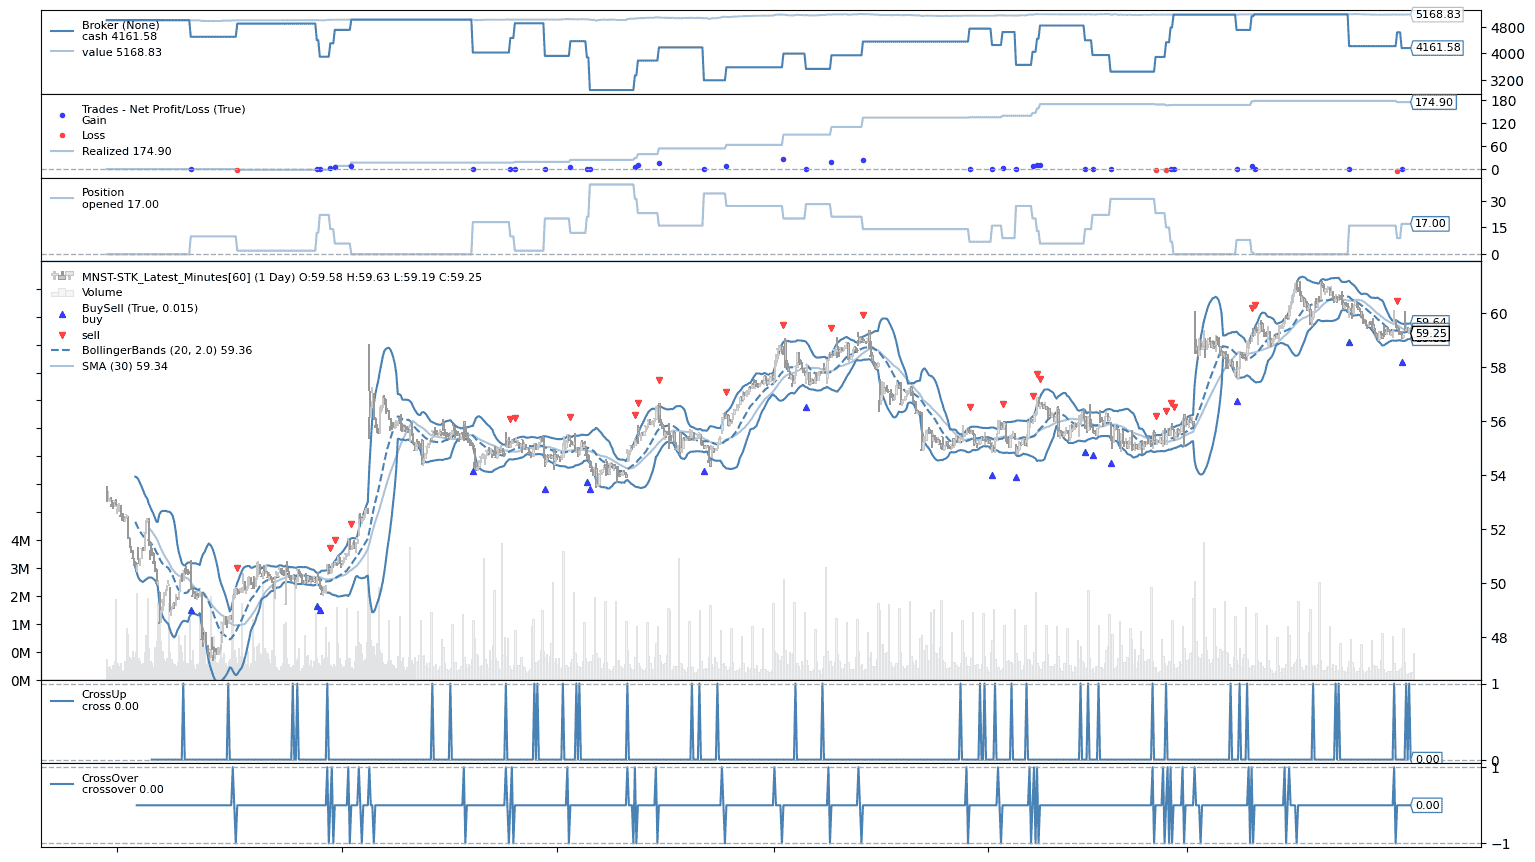 Broker (None)
cash 4161.58
value 5168.83
5168.83
4800
4161.58
4000
3200
Trades - Net Profit/Loss (True)
Gain
Loss
Realized 174.90
174.90
180
120
60
0
Position
opened 17.00
30
17.00
15
0
MNST-STK_Latest_Minutes[60] (1 Day) O:59.58 H:59.63 L:59.19 C:59.25
Volume
BuySell (True, 0.015)
buy
sell
BollingerBands (20, 2.0) 59.36
SMA (30) 59.34
60
59.64
59.25
58
56
54
52
50
48
4M
3M
2M
1M
0M
0M
CrossUp
cross 0.00
1
0.00
0
CrossOver
crossover 0.00
1
0.00
−1